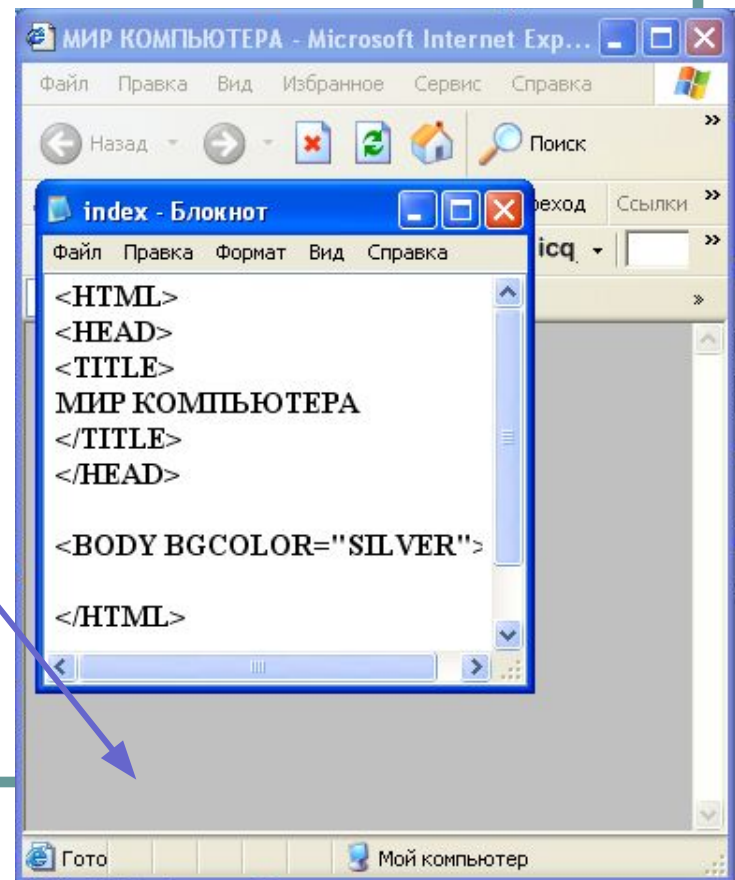 МИР КОМПЬЮТЕРА - Microsoft Internet Exp...
Файл Правка Вид Избранное Сервис Справка
Назад Поиск
Ссылки
icq
index - Блокнот
Файл Правка Формат Вид Справка
<HTML>
<HEAD>
<TITLE>
МИР КОМПЬЮТЕРА
</TITLE>
</HEAD>
<BODY BGCOLOR="SILVER">
</HTML>
Гото Мой компьютер